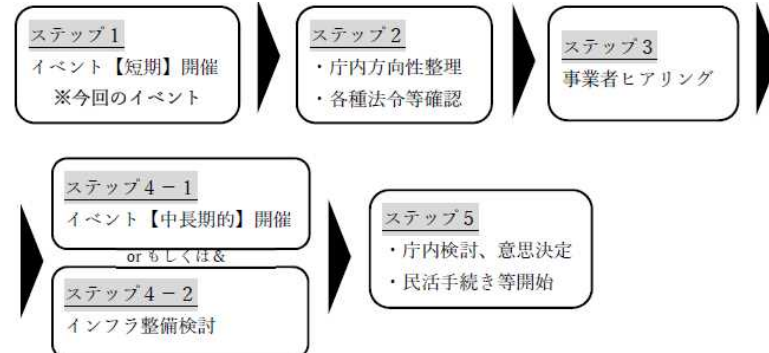 ステップ1
イベント【短期】開催
※今回のイベント
ステップ2
・庁内方向性整理
・各種法令等確認
ステップ3
事業者ヒアリング
ステップ4-1
イベント【中長期的】開催
or もしくは&
ステップ4-2
インフラ整備検討
ステップ5
・庁内検討、意思決定
・民活手続き等開始